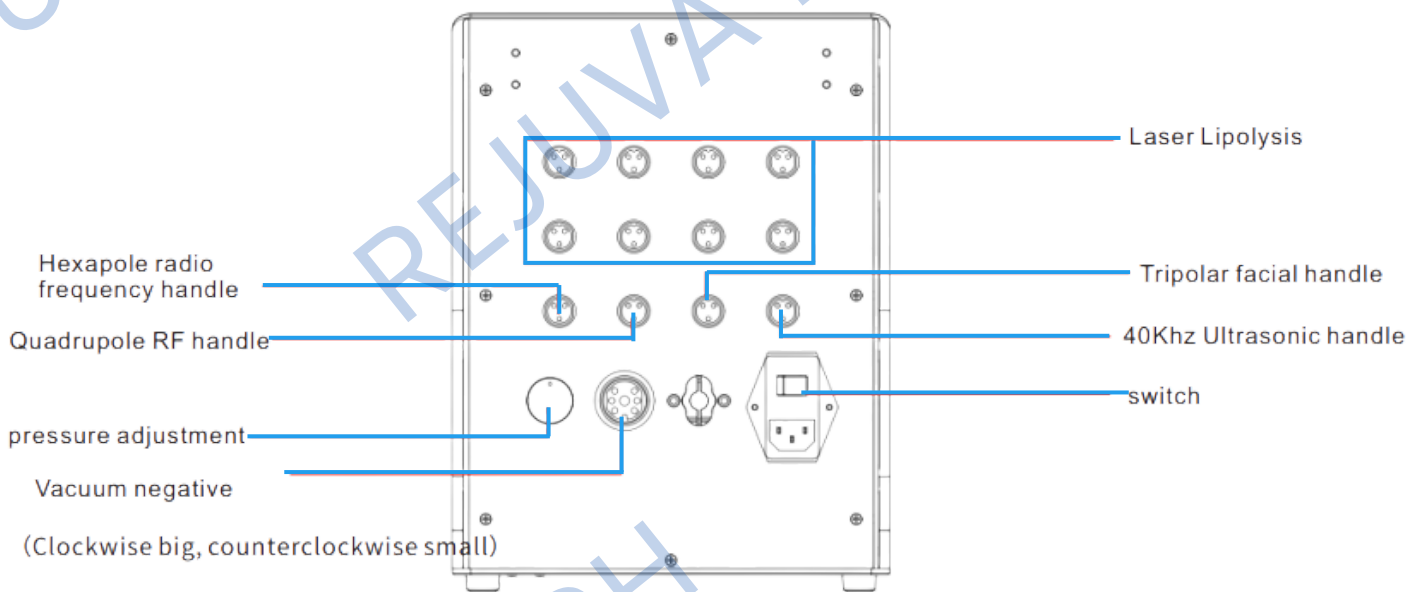 REJUVA
Laser Lipolysis
Hexapole radio
frequency handle
Tripolar facial handle
Quadrupole RF handle
40Khz Ultrasonic handle
switch
pressure adjustment
Vacuum negative
（Clockwise big, counterclockwise small）